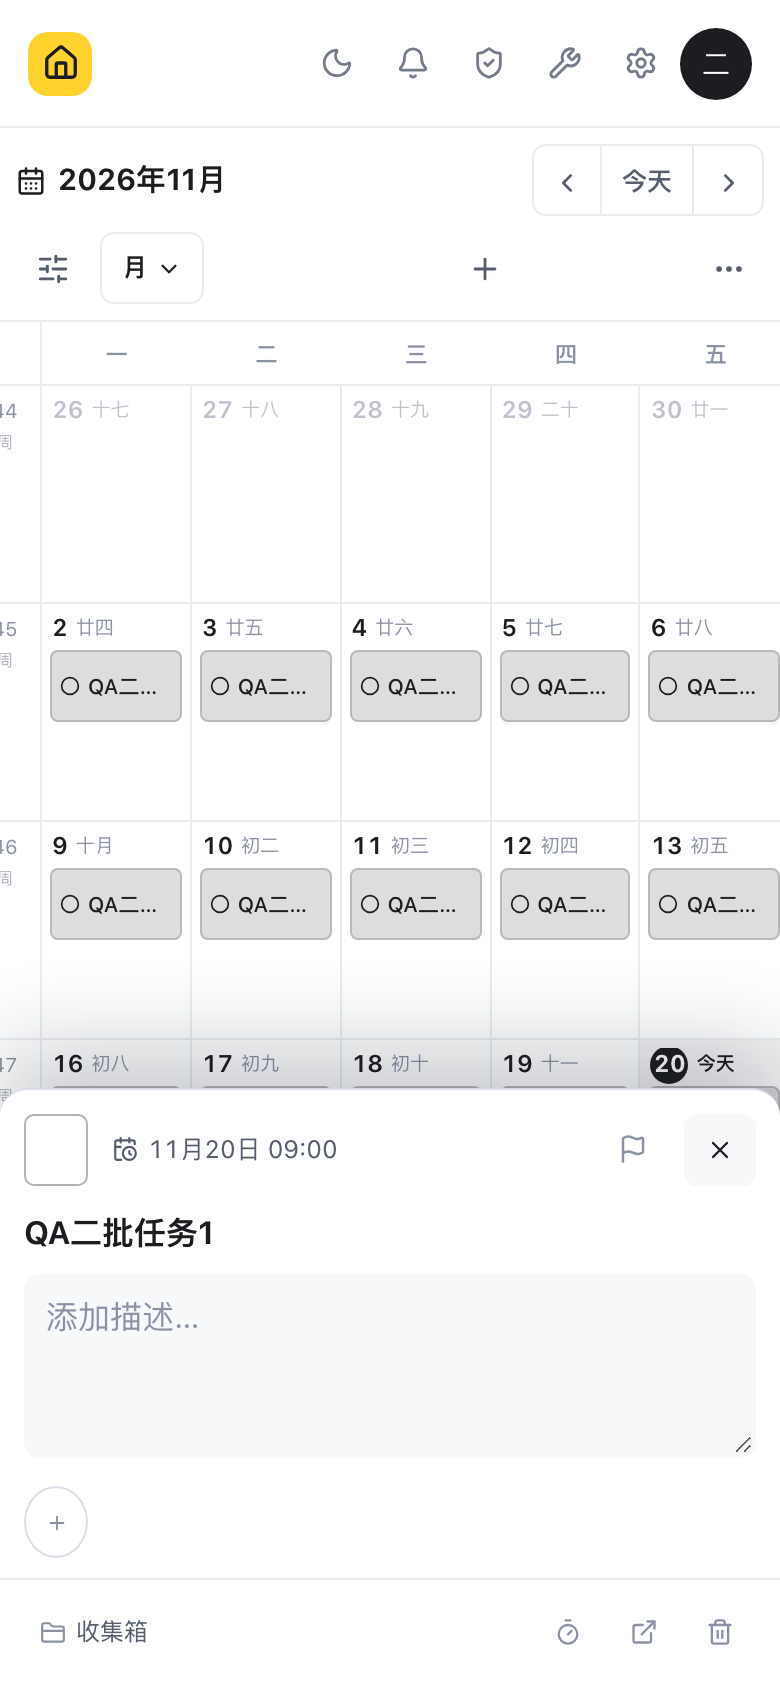 二
2026年11月
今天
月
一 二 三 四 五
44 26 十七 27 十八 28 十九 29 二十 30 廿一
周
45 2 廿四 3 廿五 4 廿六 5 廿七 6 廿八
周
QA二... QA二... QA二... QA二... QA二...
46 9 十月 10 初二 11 初三 12 初四 13 初五
周
QA二... QA二... QA二... QA二... QA二...
47 16 初八 17 初九 18 初十 19 十一 20 今天
周
11月20日 09:00
QA二批任务1
添加描述...
收集箱